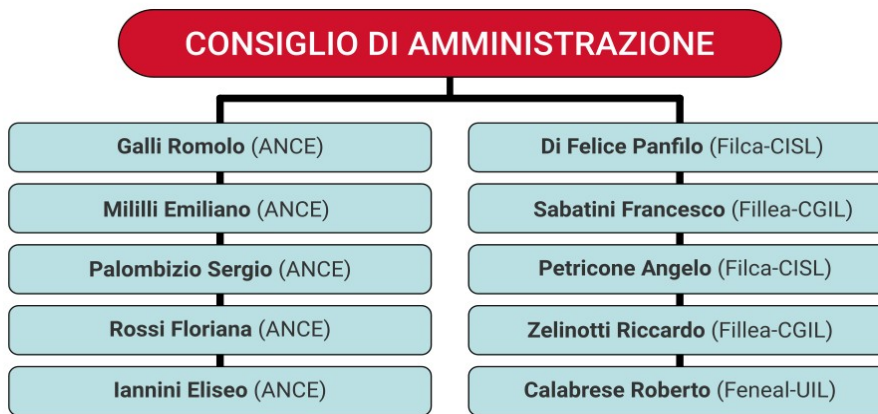 CONSIGLIO DI AMMINISTRAZIONE
Galli Romolo (ANCE)
Mililli Emiliano (ANCE)
Palombizio Sergio (ANCE)
Rossi Floriana (ANCE)
Iannini Eliseo (ANCE)
Di Felice Panfilo (Filca-CISL)
Sabatini Francesco (Fillea-CGIL)
Petricone Angelo (Filca-CISL)
Zelinotti Riccardo (Fillea-CGIL)
Calabrese Roberto (Feneal-UIL)